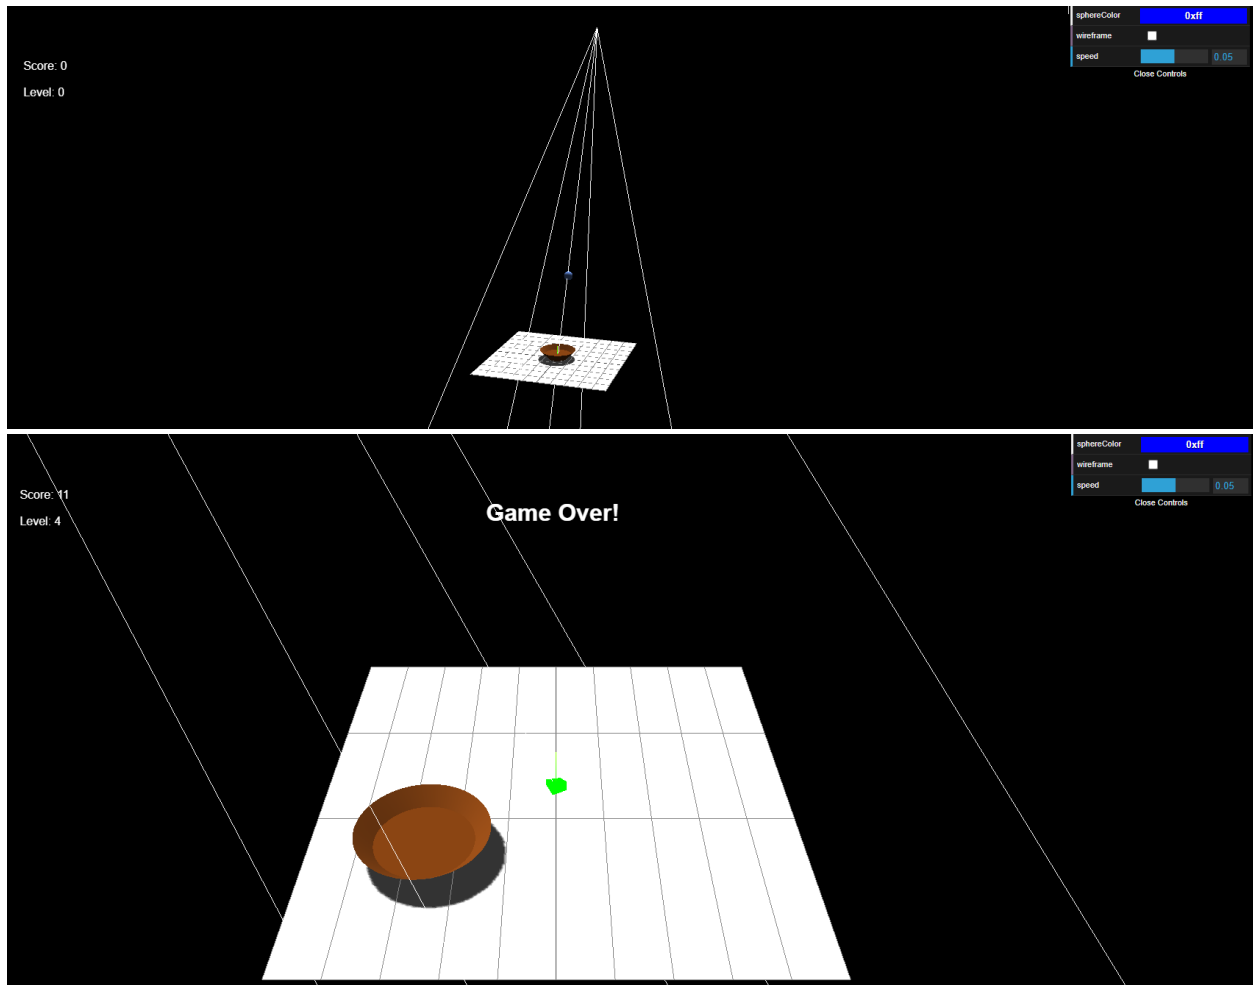 sphereColor
0xff
wireframe
speed
0.05
Close Controls
Score: 0
Level: 0
sphereColor
0xff
wireframe
speed
0.05
Close Controls
Score: 11
Level: 4
Game Over!